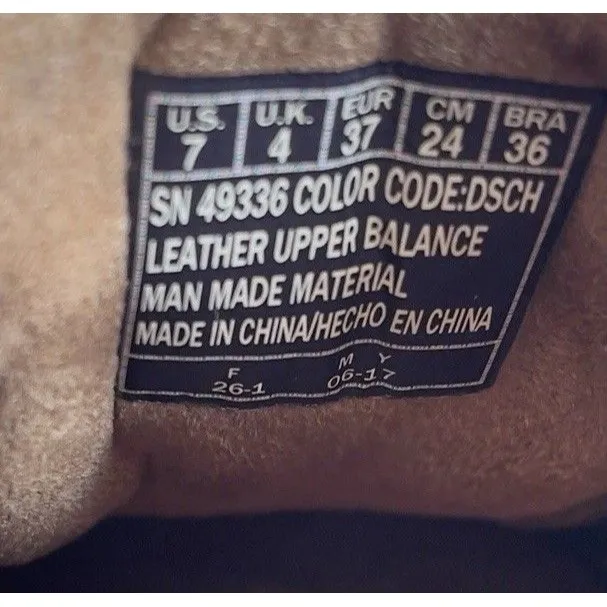 U.S. U.K. EUR CM BRA
7 4 37 24 36
SN 49336 COLOR CODE:DSCH
LEATHER UPPER BALANCE
MAN MADE MATERIAL
MADE IN CHINA/HECHO EN CHINA
F M Y
26-1 06-17